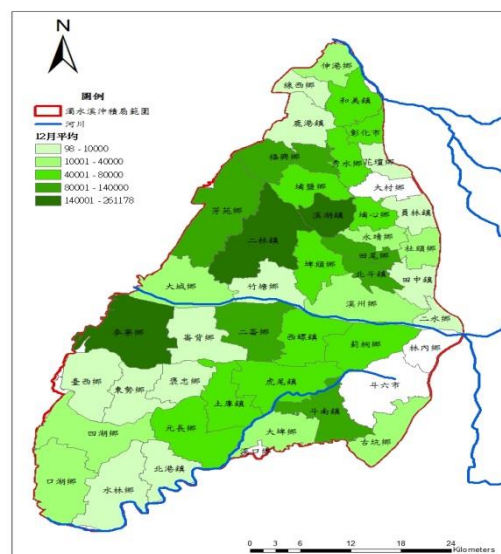 N
圖例
濁水溪沖積扇範圍
河川
12月平均
98 - 10000
10001 - 40000
40001 - 80000
80001 - 140000
140001 - 261178
伸港鄉
線西鄉
和美鎮
鹿港鎮
彰化市
福興鄉
秀水鄉
花壇鄉
大村鄉
埔鹽鄉
芳苑鄉
溪湖鎮
埔心鄉
員林鎮
二林鎮
永靖鄉
社頭鄉
埤頭鄉
田尾鄉
北斗鎮
田中鎮
大城鄉
竹塘鄉
溪州鄉
二水鄉
麥寮鄉
崙背鄉
二崙鄉
西螺鎮
莿桐鄉
林內鄉
臺西鄉
東勢鄉
褒忠鄉
虎尾鎮
斗六市
土庫鎮
斗南鎮
四湖鄉
元長鄉
大埤鄉
古坑鄉
北港鎮
口湖鄉
水林鄉
0 3 6 12 18 24
Kilometers